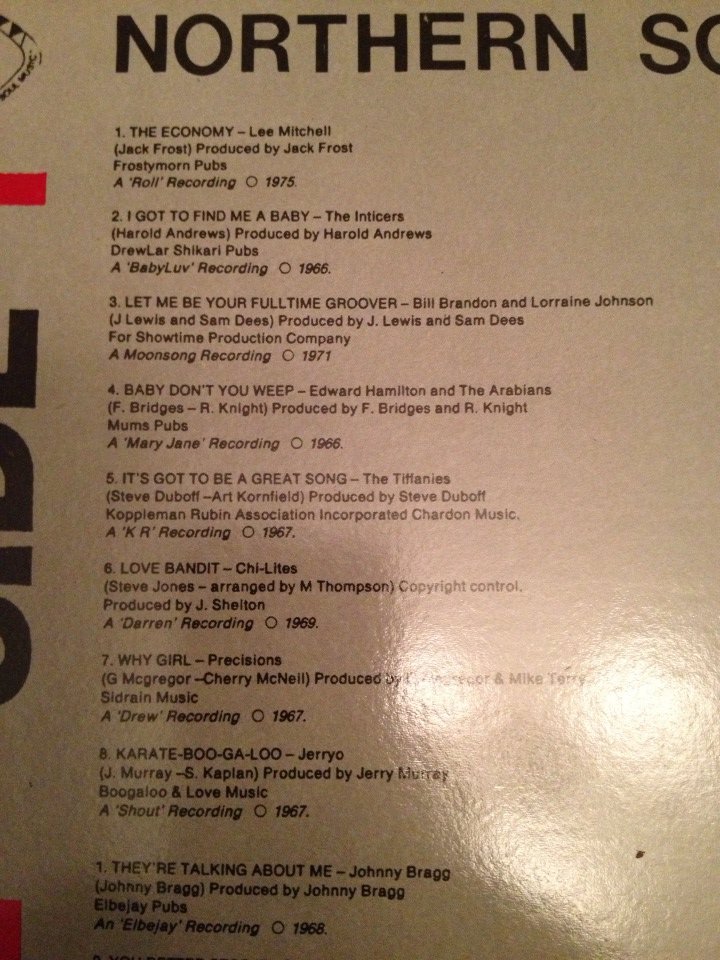 NORTHERN
SOUL MUSIC
SIDE
1. THE ECONOMY – Lee Mitchell
(Jack Frost) Produced by Jack Frost
Frostymorn Pubs
A 'Roll' Recording ○ 1975.
2. I GOT TO FIND ME A BABY – The Inticers
(Harold Andrews) Produced by Harold Andrews
DrewLar Shikari Pubs
A 'BabyLuv' Recording ○ 1966.
3. LET ME BE YOUR FULLTIME GROOVER – Bill Brandon and Lorraine Johnson
(J Lewis and Sam Dees) Produced by J. Lewis and Sam Dees
For Showtime Production Company
A Moonsong Recording ○ 1971
4. BABY DON'T YOU WEEP – Edward Hamilton and The Arabians
(F. Bridges – R. Knight) Produced by F. Bridges and R. Knight
Mums Pubs
A 'Mary Jane' Recording ○ 1966.
5. IT'S GOT TO BE A GREAT SONG – The Tiffanies
(Steve Duboff –Art Kornfield) Produced by Steve Duboff
Koppleman Rubin Association Incorporated Chardon Music.
A 'K R' Recording ○ 1967.
6. LOVE BANDIT – Chi-Lites
(Steve Jones – arranged by M Thompson) Copyright control.
Produced by J. Shelton
A 'Darren' Recording ○ 1969.
7. WHY GIRL – Precisions
(G Mcgregor –Cherry McNeil) Produced by & Mike Terry
Sidrain Music
A 'Drew' Recording ○ 1967.
8. KARATE-BOO-GA-LOO – Jerryo
(J. Murray –S. Kaplan) Produced by Jerry Murray
Boogaloo & Love Music
A 'Shout' Recording ○ 1967.
1. THEY'RE TALKING ABOUT ME – Johnny Bragg
(Johnny Bragg) Produced by Johnny Bragg
Elbejay Pubs
An 'Elbejay' Recording ○ 1968.